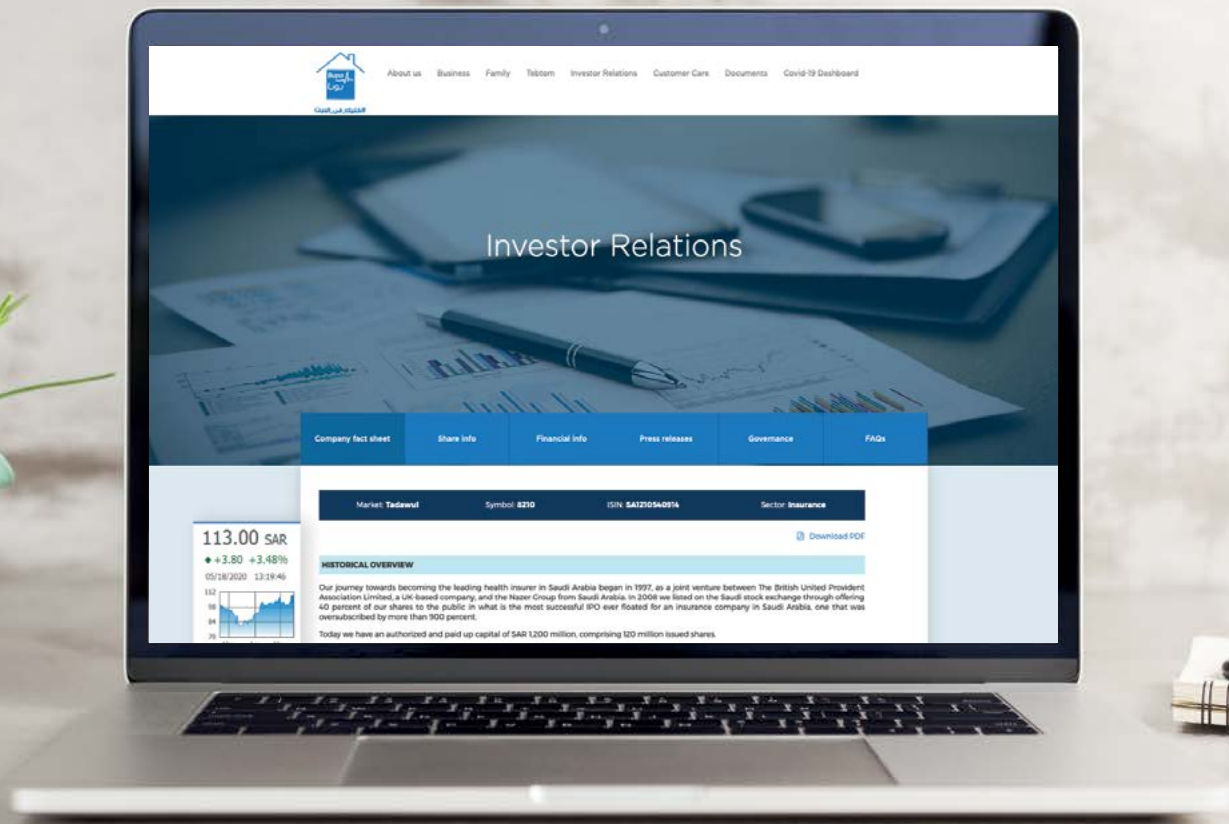 Bupa
بوبا
#خليك_في_البيت
About us Business Family Tebtom Investor Relations Customer Care Documents Covid-19 Dashboard
Investor Relations
Company fact sheet Share info Financial info Press releases Governance FAQs
Market: Tadawul Symbol: 8210 ISIN: SA1210540914 Sector: Insurance
Download PDF
113.00 SAR
+3.80 +3.48%
05/18/2020 13:19:46
112
98
84
70
HISTORICAL OVERVIEW
Our journey towards becoming the leading health insurer in Saudi Arabia began in 1997, as a joint venture between The British United Provident
Association Limited, a UK-based company, and the Nazer Group from Saudi Arabia. In 2008 we listed on the Saudi stock exchange through offering
40 percent of our shares to the public in what is the most successful IPO ever floated for an insurance company in Saudi Arabia, one that was
oversubscribed by more than 900 percent.
Today we have an authorized and paid up capital of SAR 1,200 million, comprising 120 million issued shares.